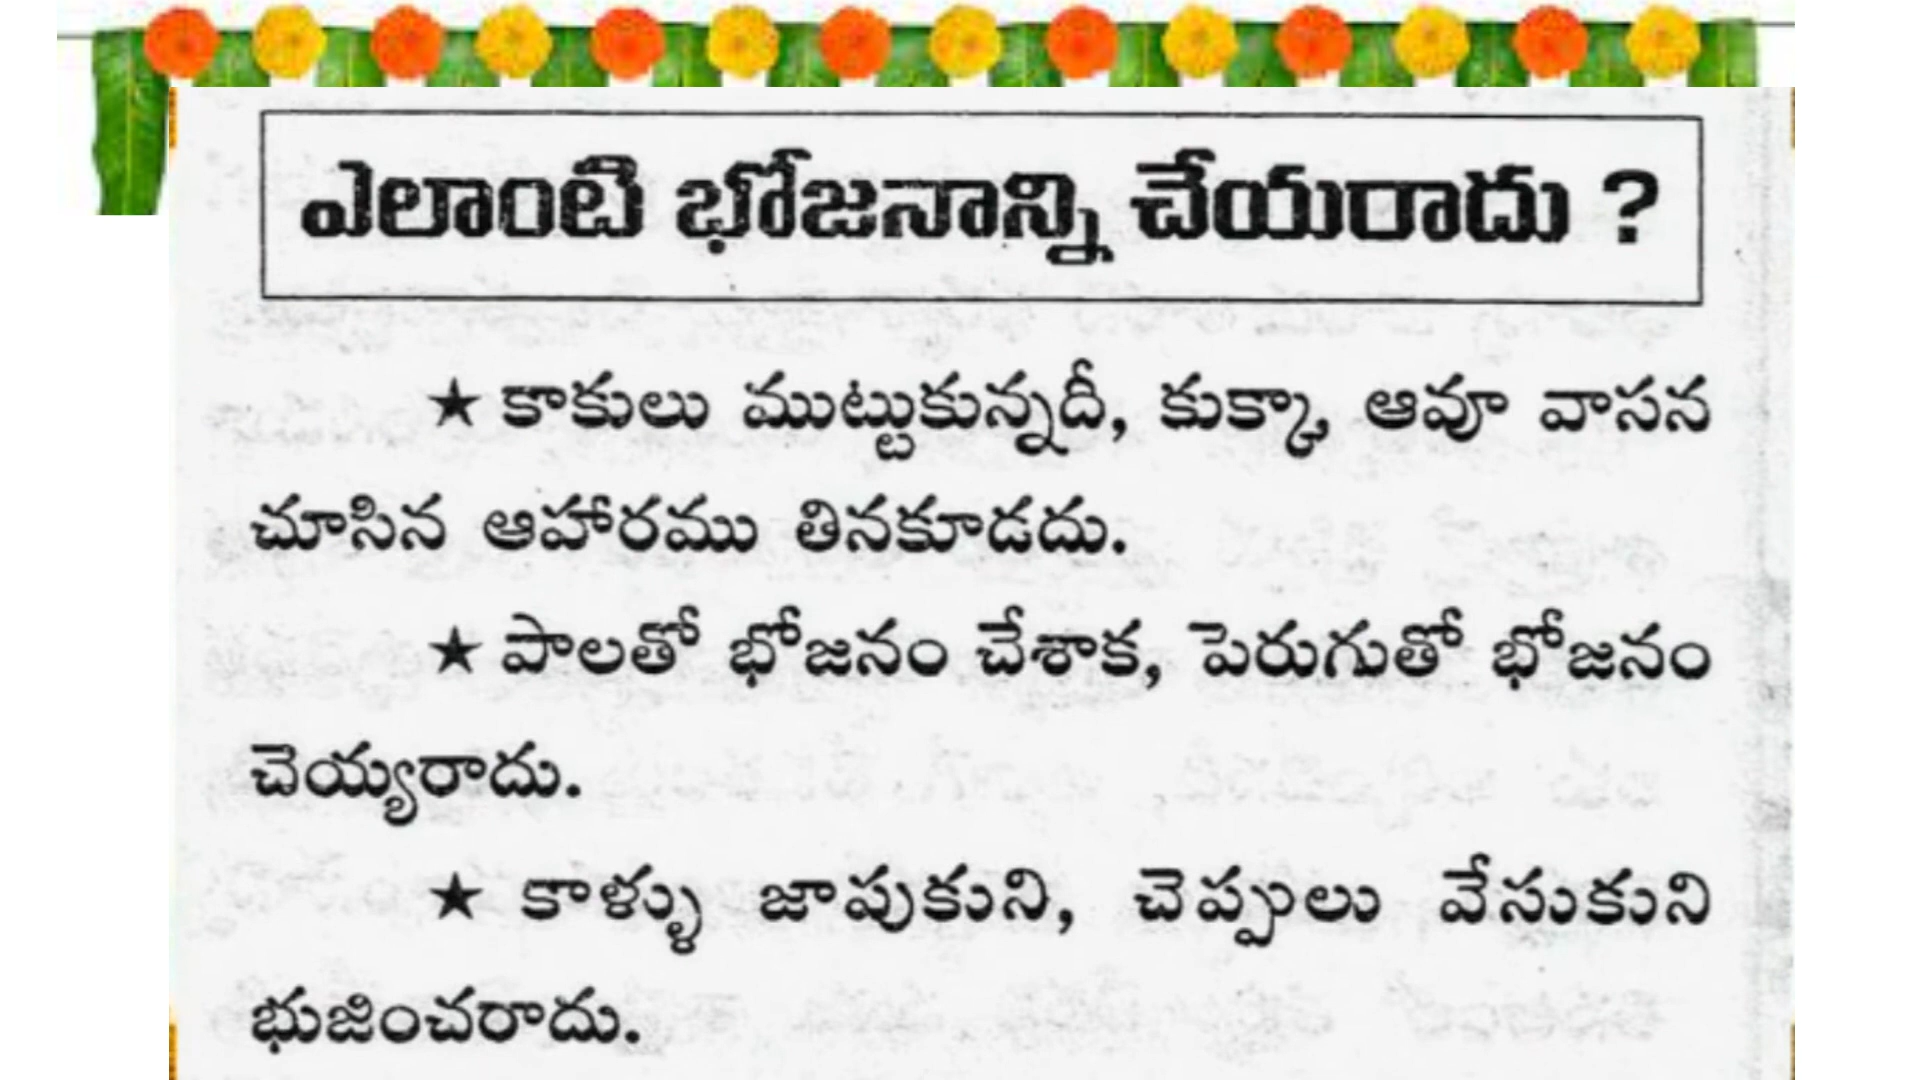 ఎలాంటి భోజనాన్ని చేయరాదు ?
★ కాకులు ముట్టుకున్నదీ, కుక్కా, ఆవూ వాసన
చూసిన ఆహారము తినకూడదు.
★ పాలతో భోజనం చేశాక, పెరుగుతో భోజనం
చెయ్యరాదు.
★ కాళ్ళు జాపుకుని, చెప్పులు వేసుకుని
భుజించరాదు.